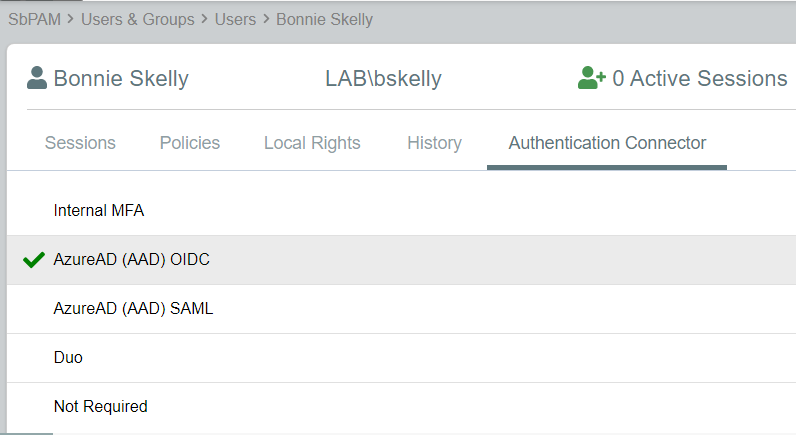 SbPAM > Users & Groups > Users > Bonnie Skelly
Bonnie Skelly LAB\bskelly 0 Active Sessions
Sessions Policies Local Rights History Authentication Connector
Internal MFA
AzureAD (AAD) OIDC
AzureAD (AAD) SAML
Duo
Not Required